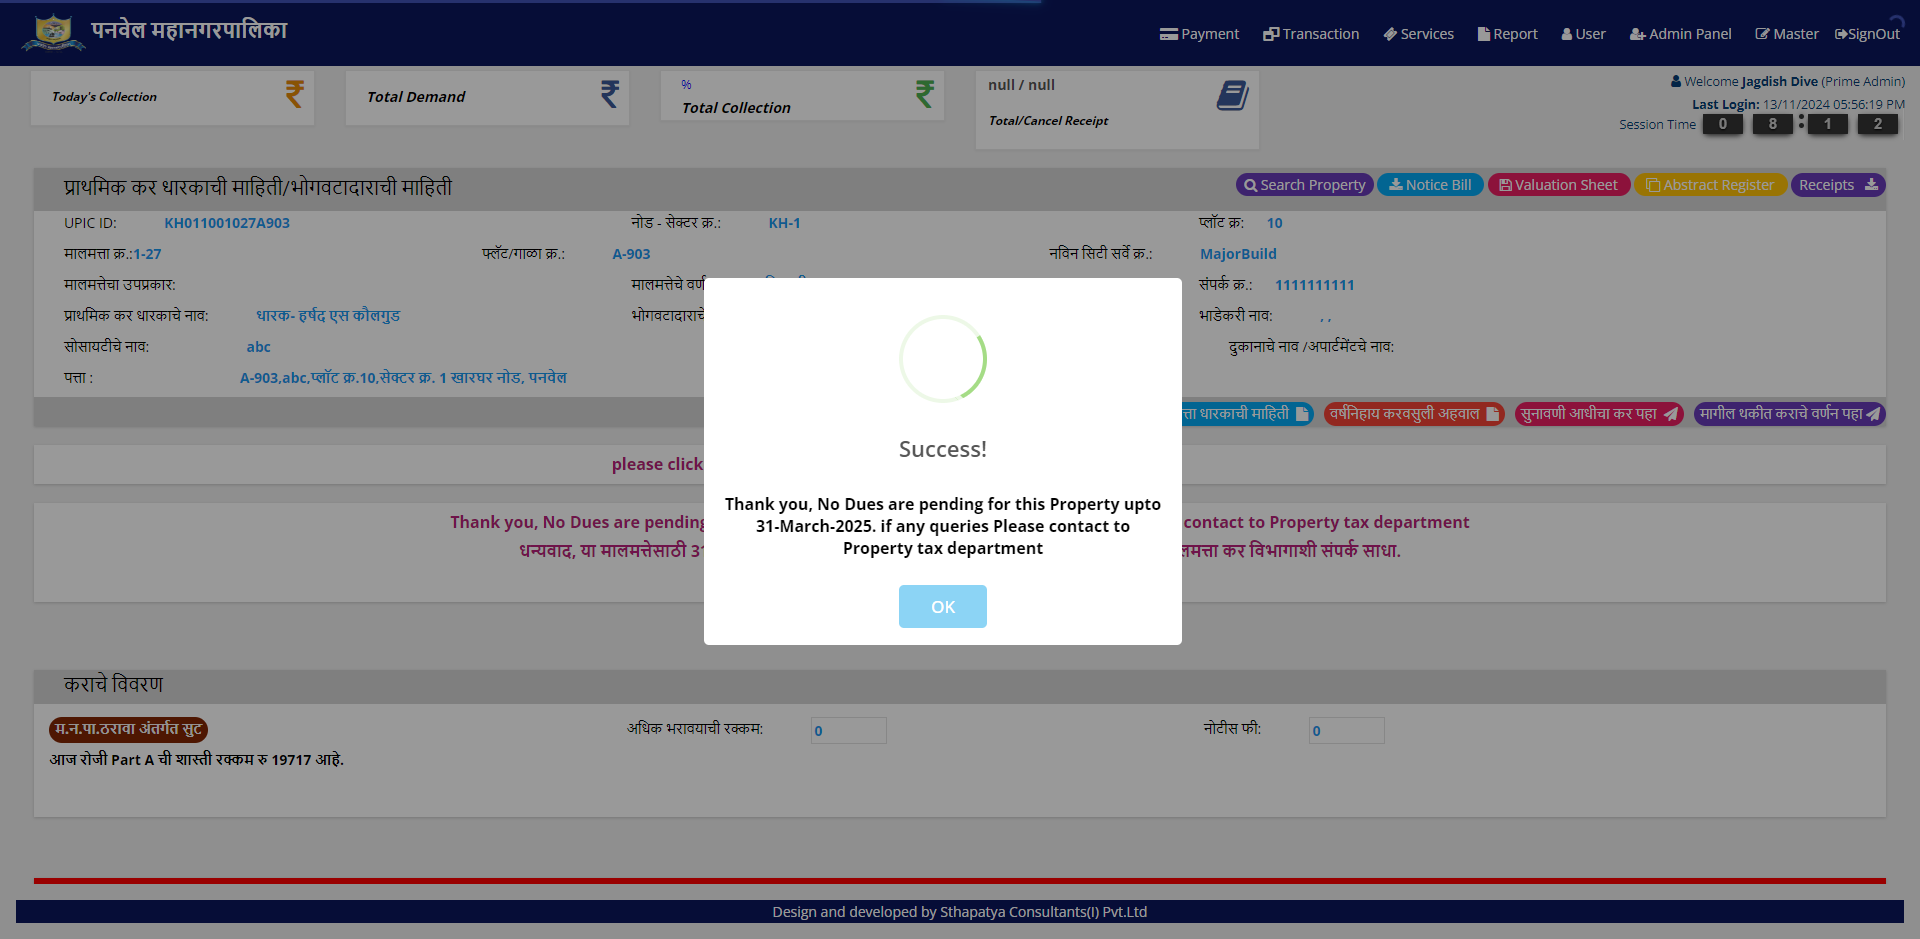 पनवेल महानगरपालिका
Payment Transaction Services Report User Admin Panel Master SignOut
Today's Collection
Total Demand
%
Total Collection
null / null
Total/Cancel Receipt
Welcome Jagdish Dive (Prime Admin)
Last Login: 13/11/2024 05:56:19 PM
Session Time 0 8 : 1 2
प्राथमिक कर धारकाची माहिती/भोगवटादाराची माहिती
Search Property Notice Bill Valuation Sheet Abstract Register Receipts
UPIC ID: KH011001027A903 नोड - सेक्टर क्र.: KH-1 प्लॉट क्र: 10
मालमत्ता क्र.:1-27 फ्लॅट/गाळा क्र.: A-903 नविन सिटी सर्वे क्र.: MajorBuild
मालमत्तेचा उपप्रकार: मालमत्तेचे संपर्क क्र.: 1111111111
प्राथमिक कर धारकाचे नाव: धारक- हर्षद एस कौलगुड भोगवटादाराचे भाडेकरी नाव: , ,
सोसायटीचे नाव: abc दुकानाचे नाव /अपार्टमेंटचे नाव:
पत्ता : A-903,abc,प्लॉट क्र.10,सेक्टर क्र. 1 खारघर नोड, पनवेल
धारकाची माहिती वर्षनिहाय करवसुली अहवाल सुनावणी आधीचा कर पहा मागील थकीत कराचे वर्णन पहा
please click
Thank you, No Dues are pending contact to Property tax department
धन्यवाद, या मालमत्तेसाठी कर विभागाशी संपर्क साधा.
Success!
Thank you, No Dues are pending for this Property upto
31-March-2025. if any queries Please contact to
Property tax department
OK
कराचे विवरण
म.न.पा.ठरावा अंतर्गत सुट अधिक भरावयाची रक्कम: 0 नोटीस फी: 0
आज रोजी Part A ची शास्ती रक्कम रु 19717 आहे.
Design and developed by Sthapatya Consultants(I) Pvt.Ltd